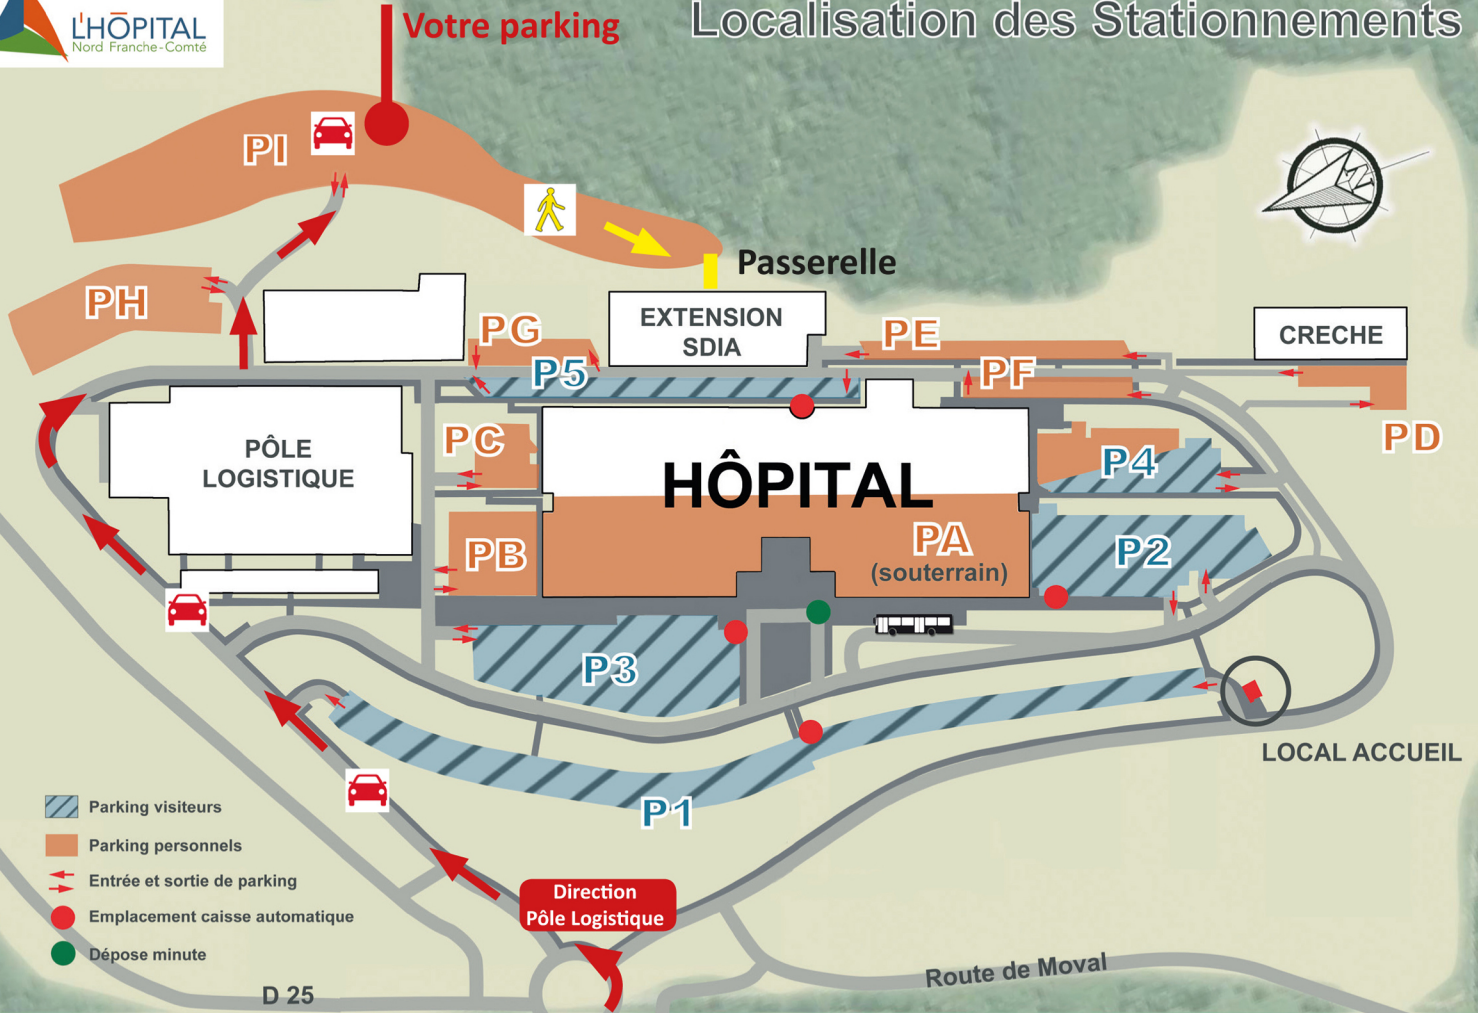 L'HÔPITAL
Nord Franche-Comté
Votre parking
Localisation des Stationnements
PI
Passerelle
PH
EXTENSION
SDIA
PG
P5
PE
PF
CRECHE
PD
PÔLE
LOGISTIQUE
PC
HÔPITAL
P4
PB
PA
(souterrain)
P2
P3
P1
LOCAL ACCUEIL
Parking visiteurs
Parking personnels
Entrée et sortie de parking
Emplacement caisse automatique
Dépose minute
Direction
Pôle Logistique
D 25
Route de Moval